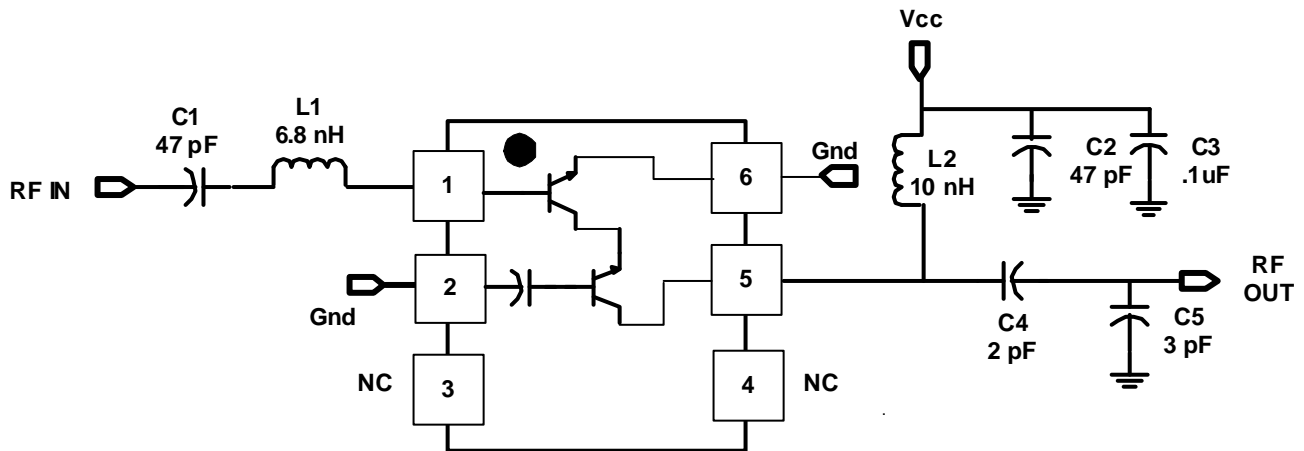 Vcc
C1
47 pF
L1
6.8 nH
RF IN
1
6
Gnd
L2
10 nH
C2
47 pF
C3
.1uF
2
Gnd
5
C4
2 pF
C5
3 pF
RF
OUT
NC
3
4
NC